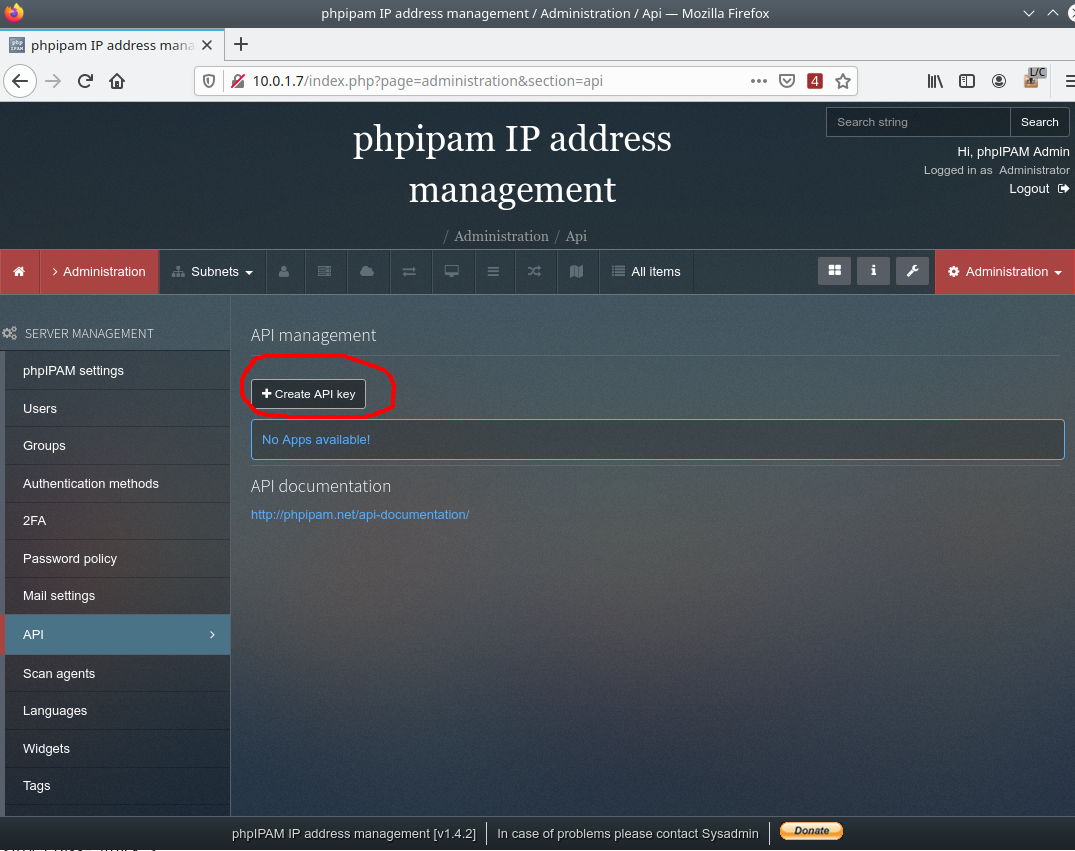 phpipam IP address management / Administration / Api — Mozilla Firefox
phpipam IP address mana
10.0.1.7/index.php?page=administration&section=api
4
L/C
Search string
Search
phpipam IP address
management
Hi, phpIPAM Admin
Logged in as Administrator
Logout
/ Administration / Api
Administration
Subnets
All items
Administration
SERVER MANAGEMENT
phpIPAM settings
Users
Groups
Authentication methods
2FA
Password policy
Mail settings
API
Scan agents
Languages
Widgets
Tags
API management
Create API key
No Apps available!
API documentation
http://phpipam.net/api-documentation/
phpIPAM IP address management [v1.4.2]
In case of problems please contact Sysadmin
Donate